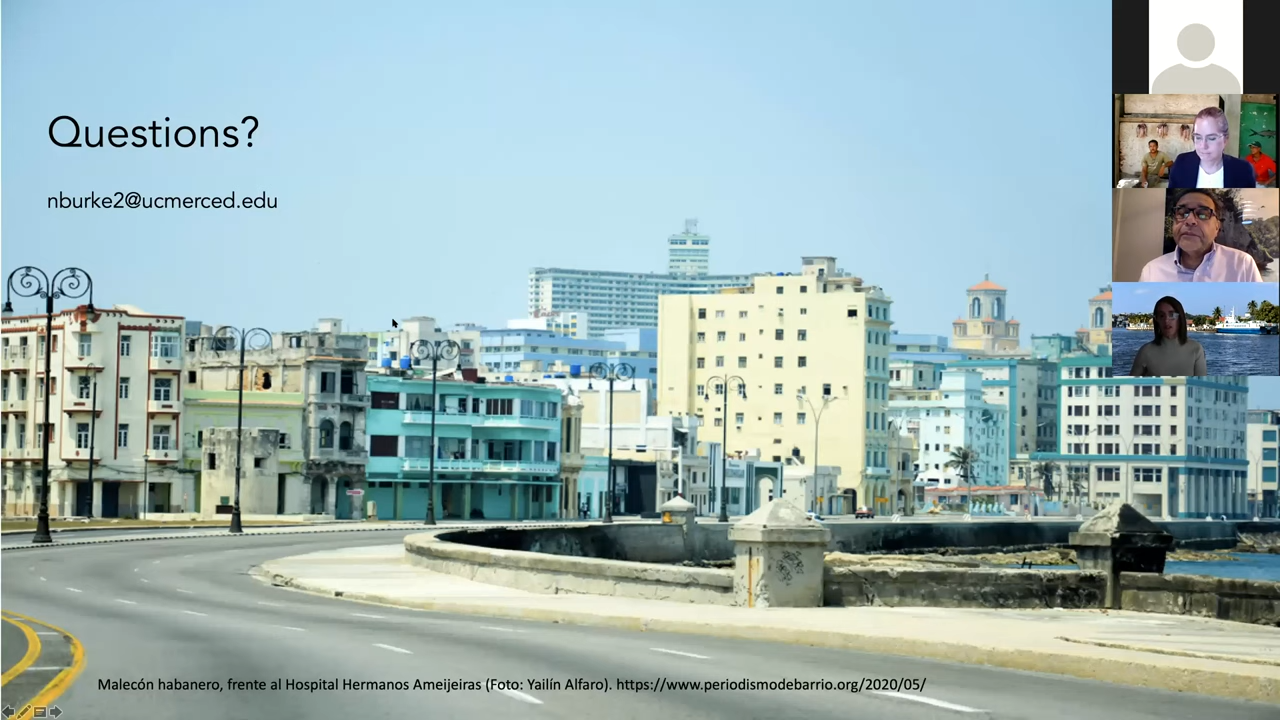 Questions?
nburke2@ucmerced.edu
Malecón habanero, frente al Hospital Hermanos Ameijeiras (Foto: Yailín Alfaro). https://www.periodismodebarrio.org/2020/05/